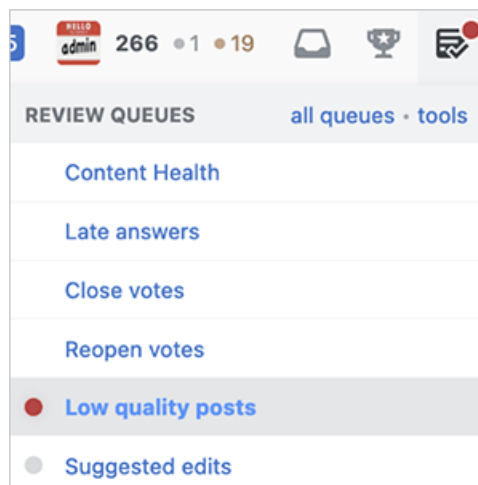 5 HELLO admin 266 1 19
REVIEW QUEUES all queues • tools
Content Health
Late answers
Close votes
Reopen votes
Low quality posts
Suggested edits